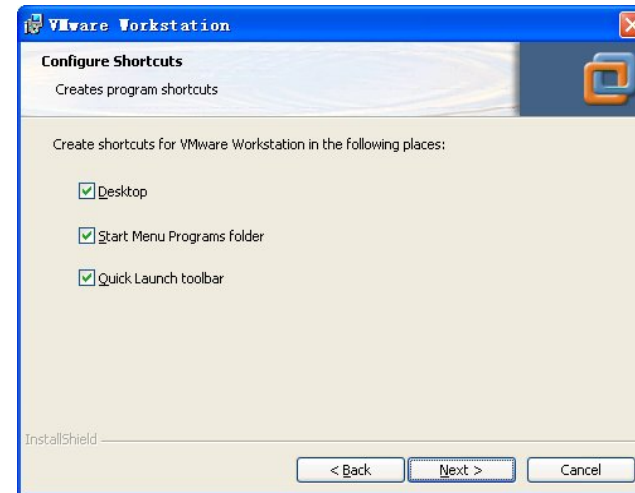 VMware Workstation
Configure Shortcuts
Creates program shortcuts
Create shortcuts for VMware Workstation in the following places:
Desktop
Start Menu Programs folder
Quick Launch toolbar
InstallShield
< Back
Next >
Cancel